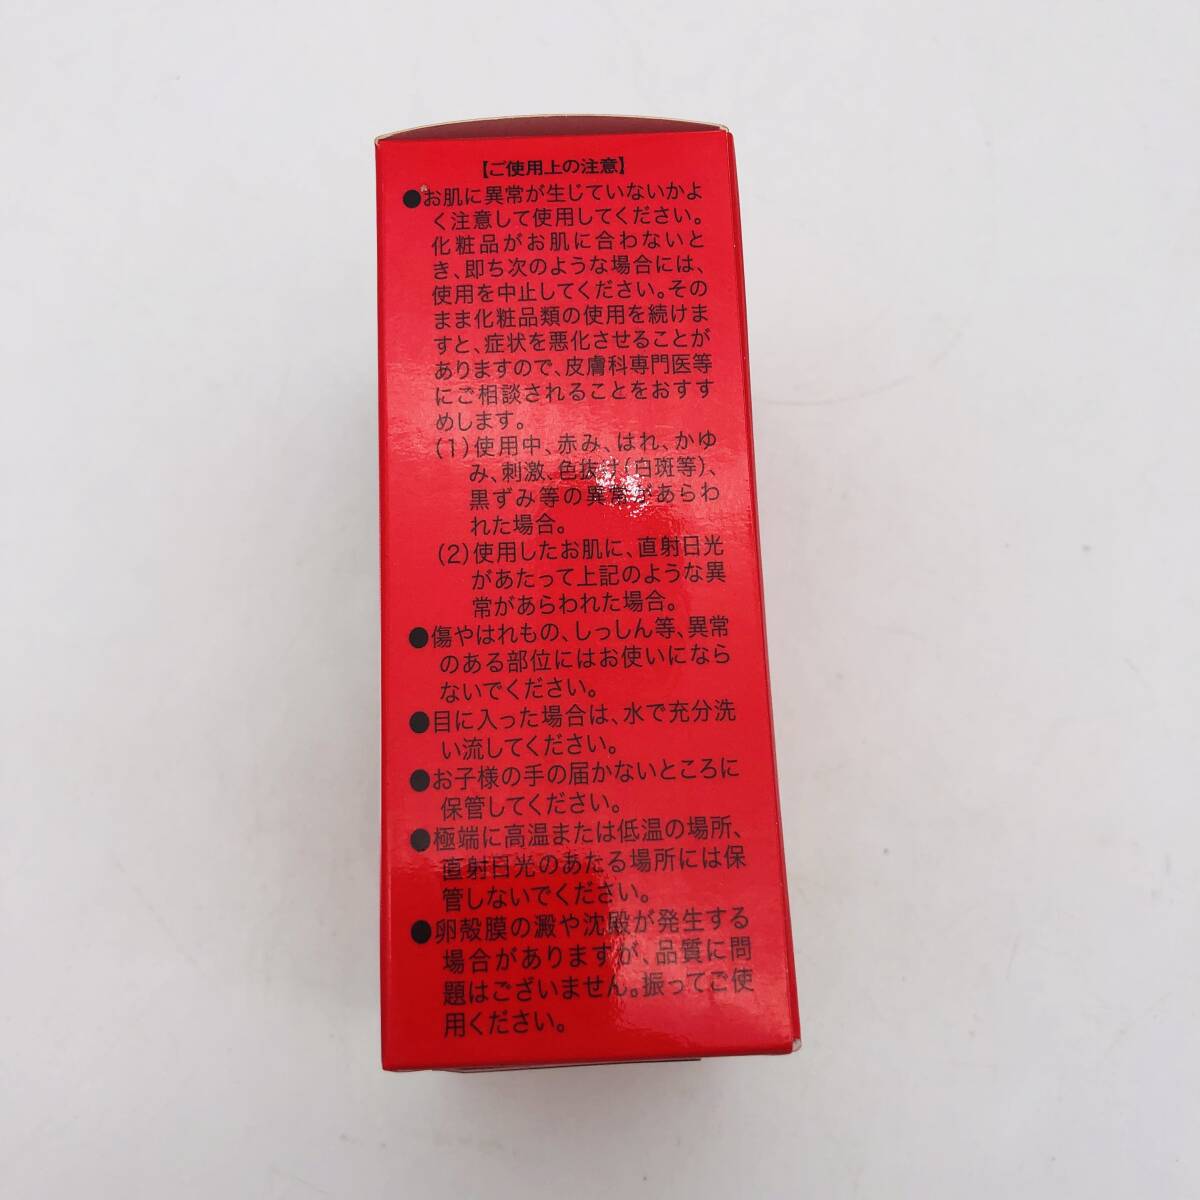 【ご使用上の注意】
●お肌に異常が生じていないかよ
く注意して使用してください。
化粧品がお肌に合わないと
き、即ち次のような場合には、
使用を中止してください。その
まま化粧品類の使用を続けま
すと、症状を悪化させることが
ありますので、皮膚科専門医等
にご相談されることをおすす
めします。
(1)使用中、赤み、はれ、かゆ
み、刺激、色抜け(白斑等)、
黒ずみ等の異常があらわ
れた場合。
(2)使用したお肌に、直射日光
があたって上記のような異
常があらわれた場合。
●傷やはれもの、しっしん等、異常
のある部位にはお使いになら
ないでください。
●目に入った場合は、水で充分洗
い流してください。
●お子様の手の届かないところに
保管してください。
●極端に高温または低温の場所、
直射日光のあたる場所には保
管しないでください。
●卵殻膜の澱や沈殿が発生する
場合がありますが、品質に問
題はございません。振ってご使
用ください。